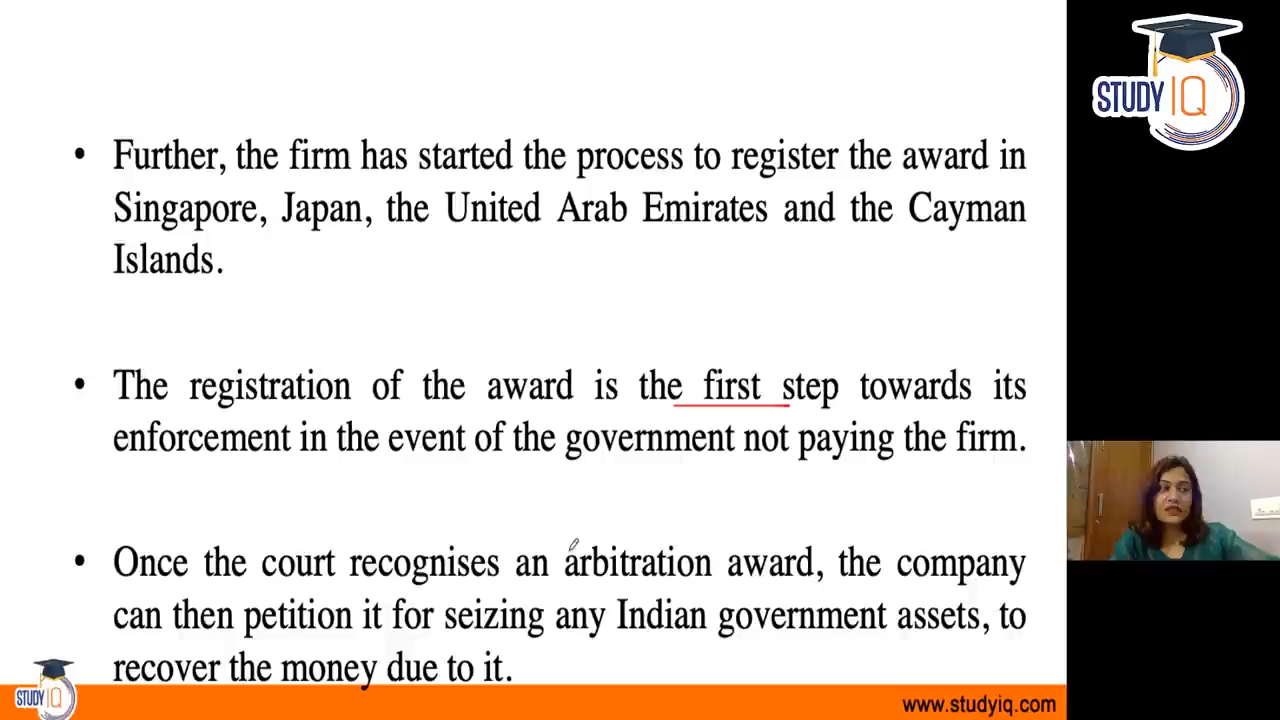 STUDY IQ
• Further, the firm has started the process to register the award in
Singapore, Japan, the United Arab Emirates and the Cayman
Islands.
• The registration of the award is the first step towards its
enforcement in the event of the government not paying the firm.
• Once the court recognises an arbitration award, the company
can then petition it for seizing any Indian government assets, to
recover the money due to it.
STUDY IQ
www.studyiq.com